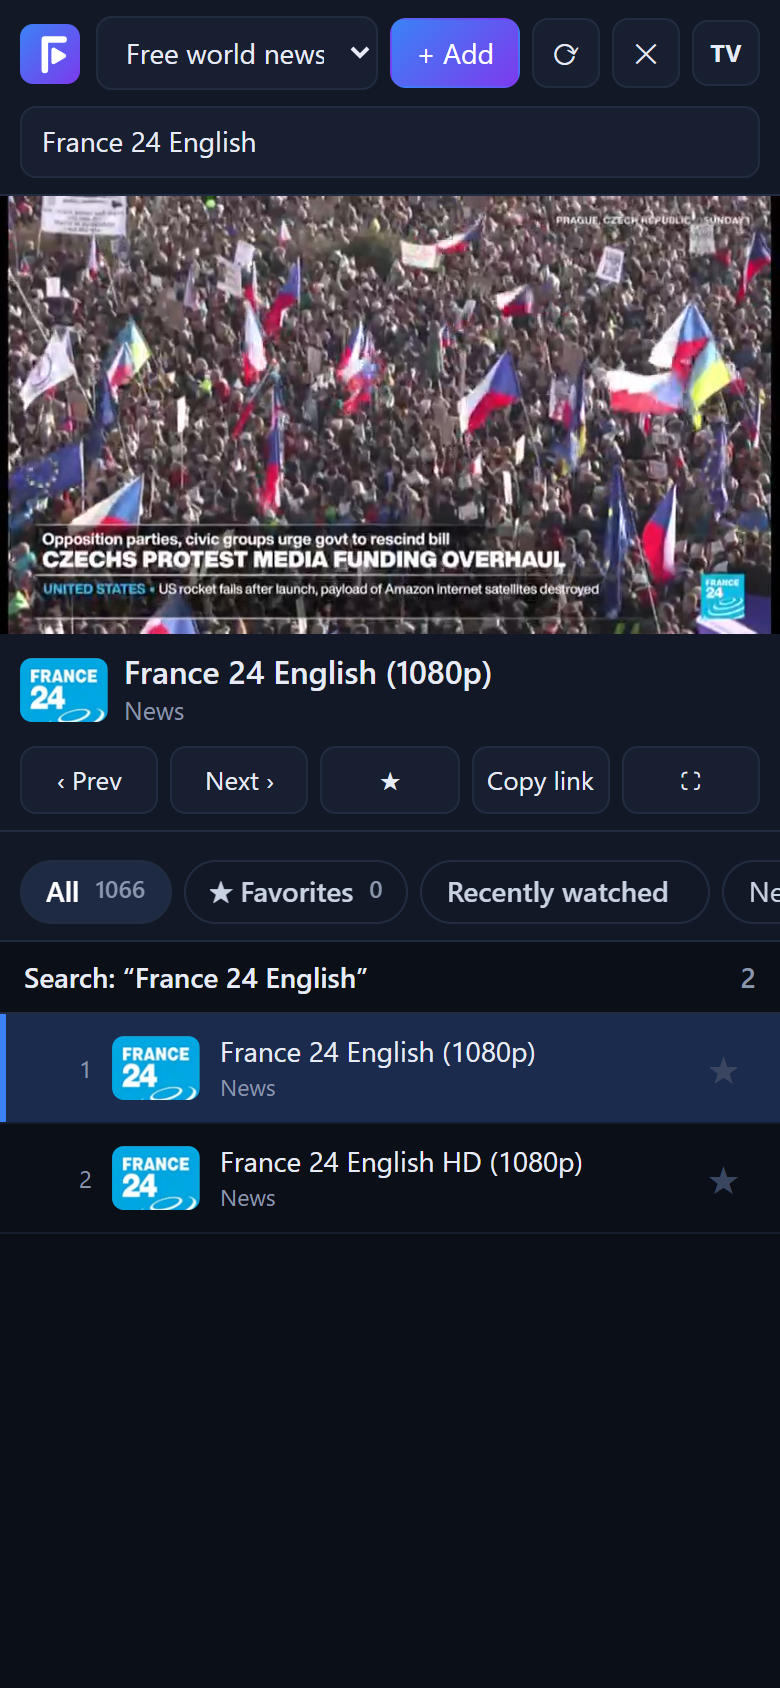 Free world news
+ Add
TV
France 24 English
PRAGUE, CZECH REPUBLIC SUNDAY
Opposition parties, civic groups urge govt to rescind bill
CZECHS PROTEST MEDIA FUNDING OVERHAUL
UNITED STATES • US rocket fails after launch, payload of Amazon internet satellites destroyed
FRANCE
24
FRANCE
24
France 24 English (1080p)
News
‹ Prev
Next ›
★
Copy link
All 1066
★ Favorites 0
Recently watched
Ne
Search: “France 24 English”
2
1
FRANCE
24
France 24 English (1080p)
News
2
FRANCE
24
France 24 English HD (1080p)
News